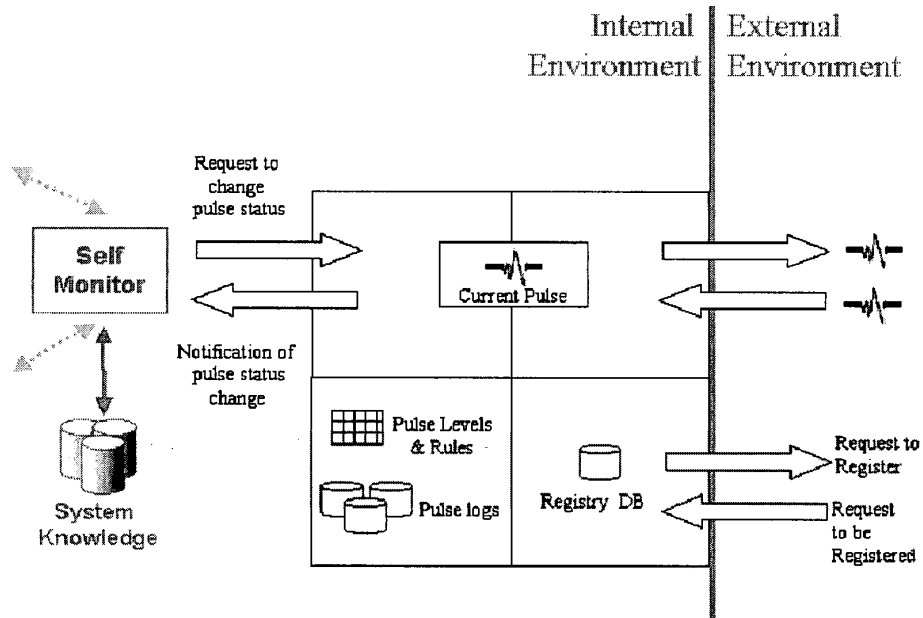 Internal
Environment
External
Environment
Request to
change
pulse status
Self
Monitor
Current Pulse
Notification of
pulse status
change
Pulse Levels
& Rules
Pulse logs
Registry DB
Request to
Register
Request
to be
Registered
System
Knowledge